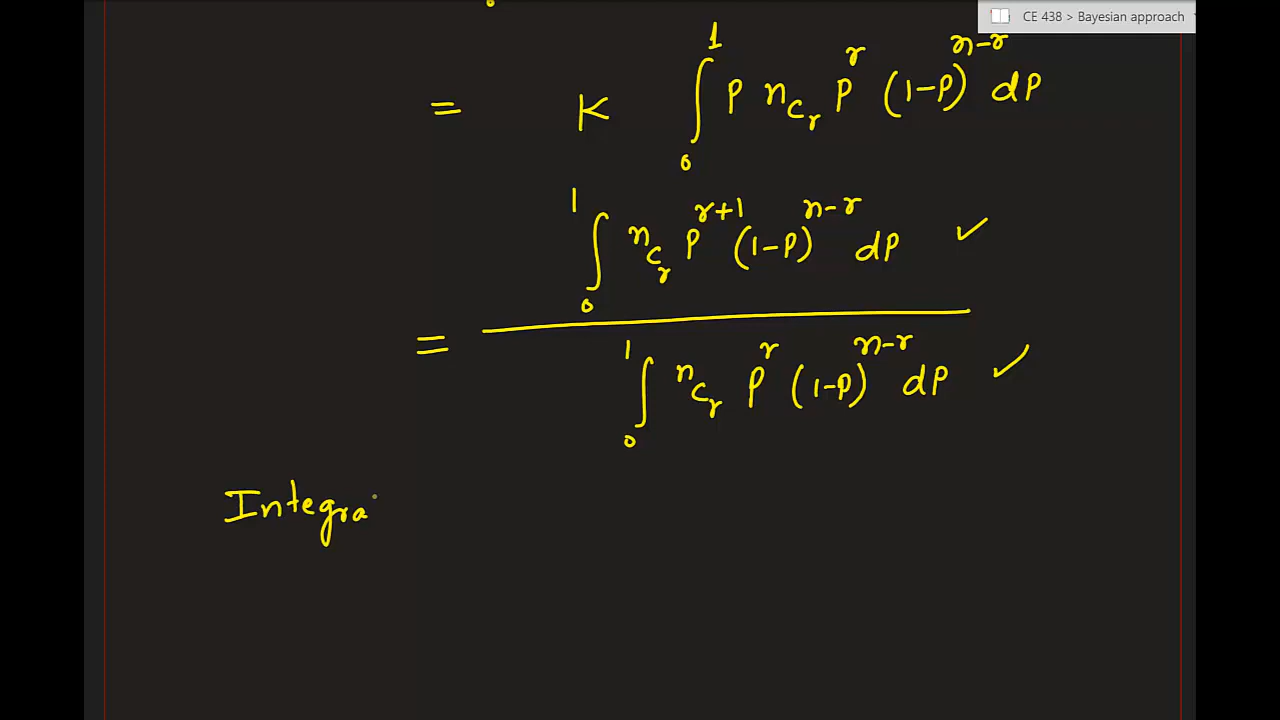 CE 438 > Bayesian approach
= K ∫₀¹ p ⁿCᵣ pʳ (1-p)ⁿ⁻ʳ dp
= ∫₀¹ ⁿCᵣ pʳ⁺¹ (1-p)ⁿ⁻ʳ dp ✓
∫₀¹ ⁿCᵣ pʳ (1-p)ⁿ⁻ʳ dp ✓
Integra